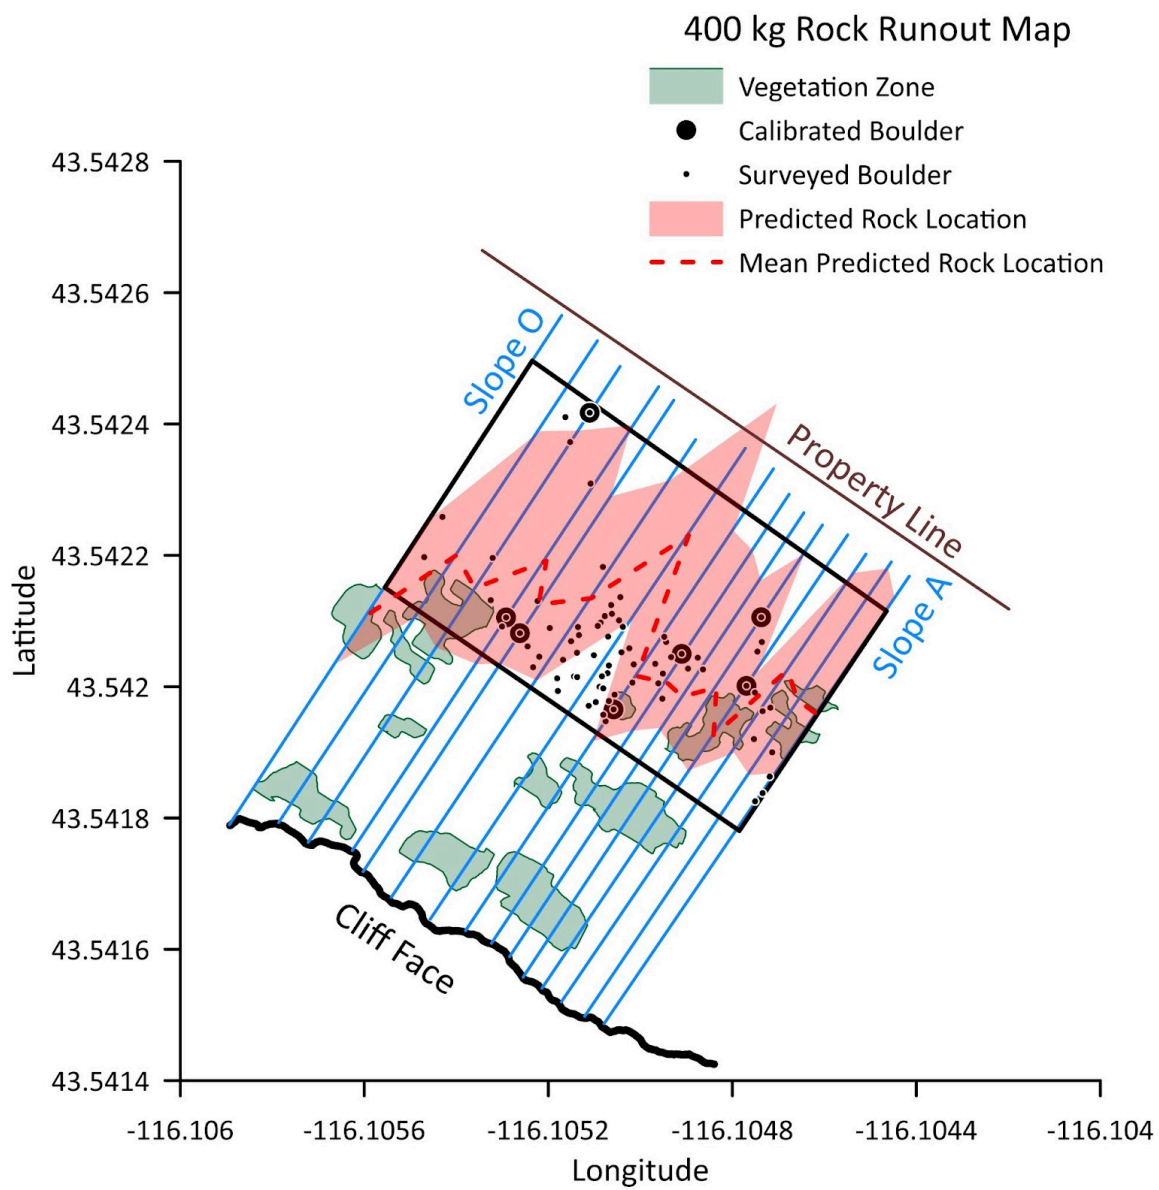 400 kg Rock Runout Map
Vegetation Zone
Calibrated Boulder
Surveyed Boulder
Predicted Rock Location
Mean Predicted Rock Location
43.5428
43.5426
43.5424
43.5422
43.542
43.5418
43.5416
43.5414
Latitude
Slope O
Property Line
Slope A
Cliff Face
-116.106
-116.1056
-116.1052
-116.1048
-116.1044
-116.104
Longitude